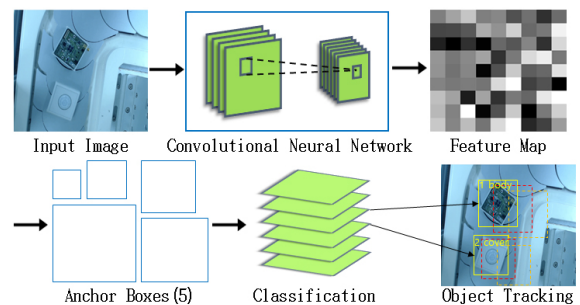 Input Image
Convolutional Neural Network
Feature Map
1 body
2 cover
Anchor Boxes(5)
Classification
Object Tracking